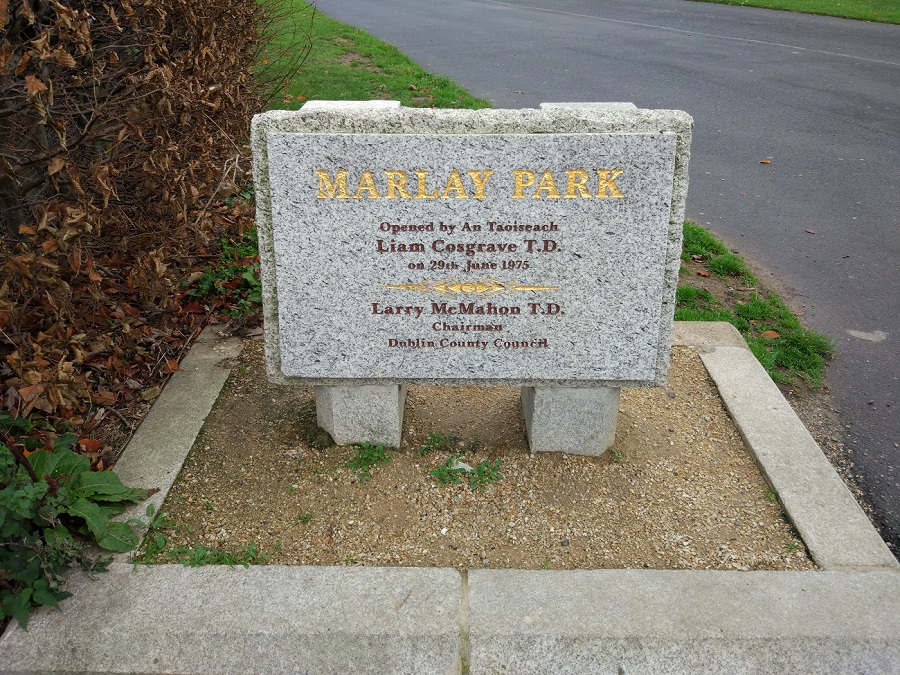 MARLAY PARK
Opened by An Taoiseach
Liam Cosgrave T.D.
on 29th June 1975
Larry McMahon T.D.
Chairman
Dublin County Council